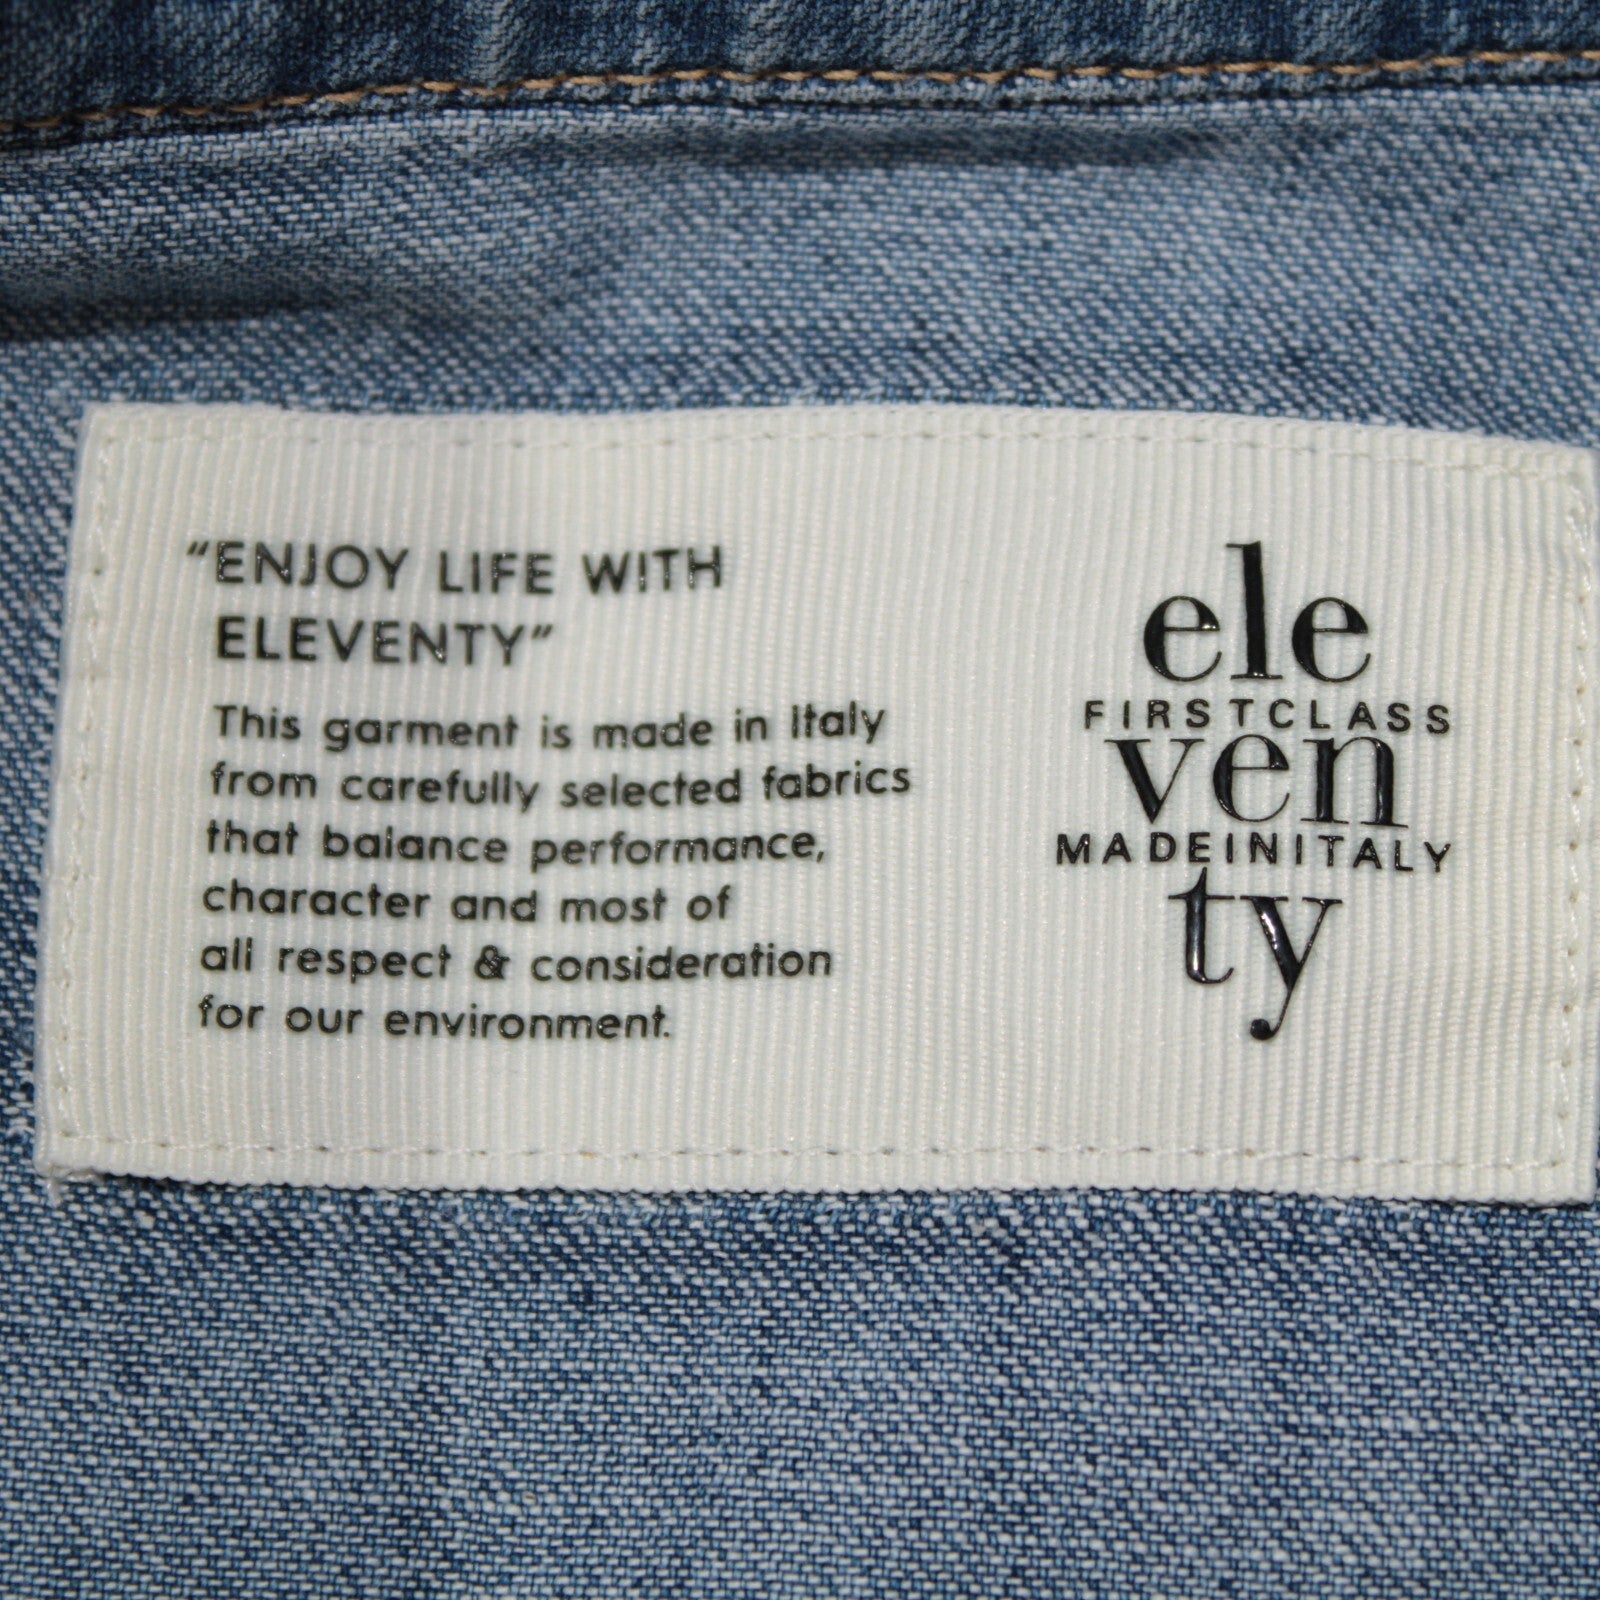 “ENJOY LIFE WITH
ELEVENTY”
This garment is made in Italy
from carefully selected fabrics
that balance performance,
character and most of
all respect & consideration
for our environment.
ele
FIRSTCLASS
ven
MADEINITALY
ty